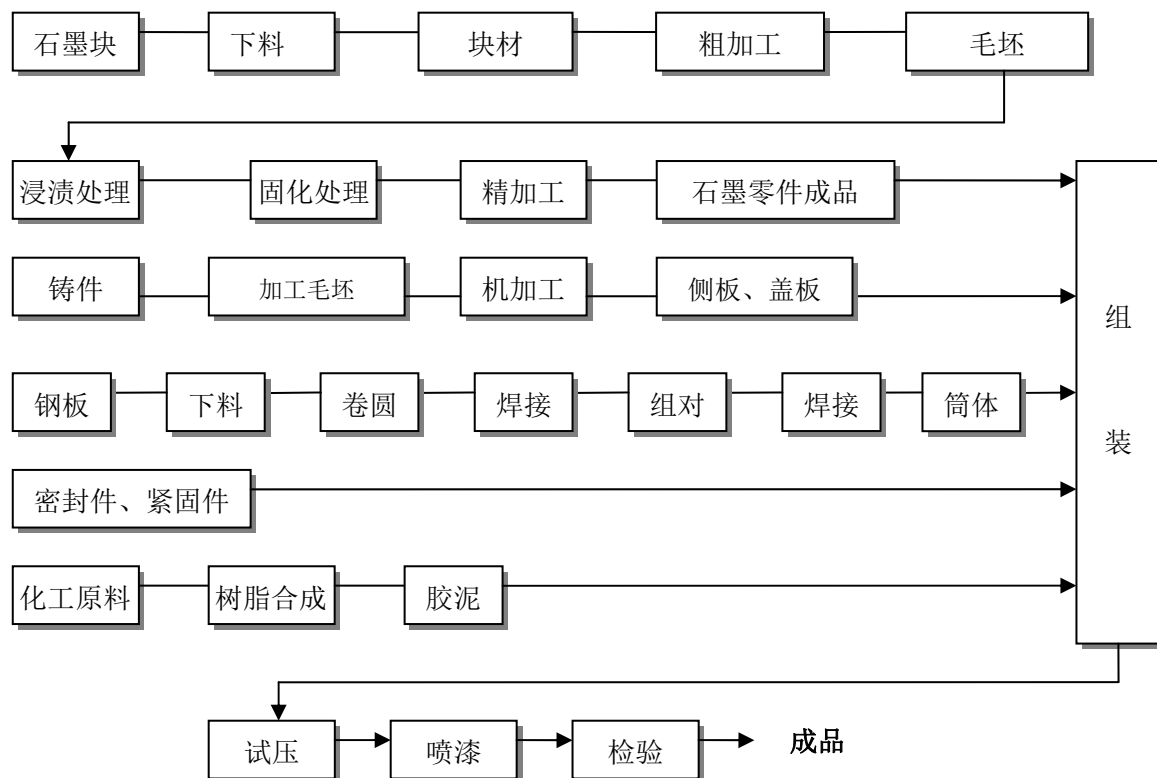 石墨块 下料 块材 粗加工 毛坯
浸渍处理 固化处理 精加工 石墨零件成品
铸件 加工毛坯 机加工 侧板、盖板
钢板 下料 卷圆 焊接 组对 焊接 筒体
密封件、紧固件
化工原料 树脂合成 胶泥
组
装
试压 喷漆 检验 成品